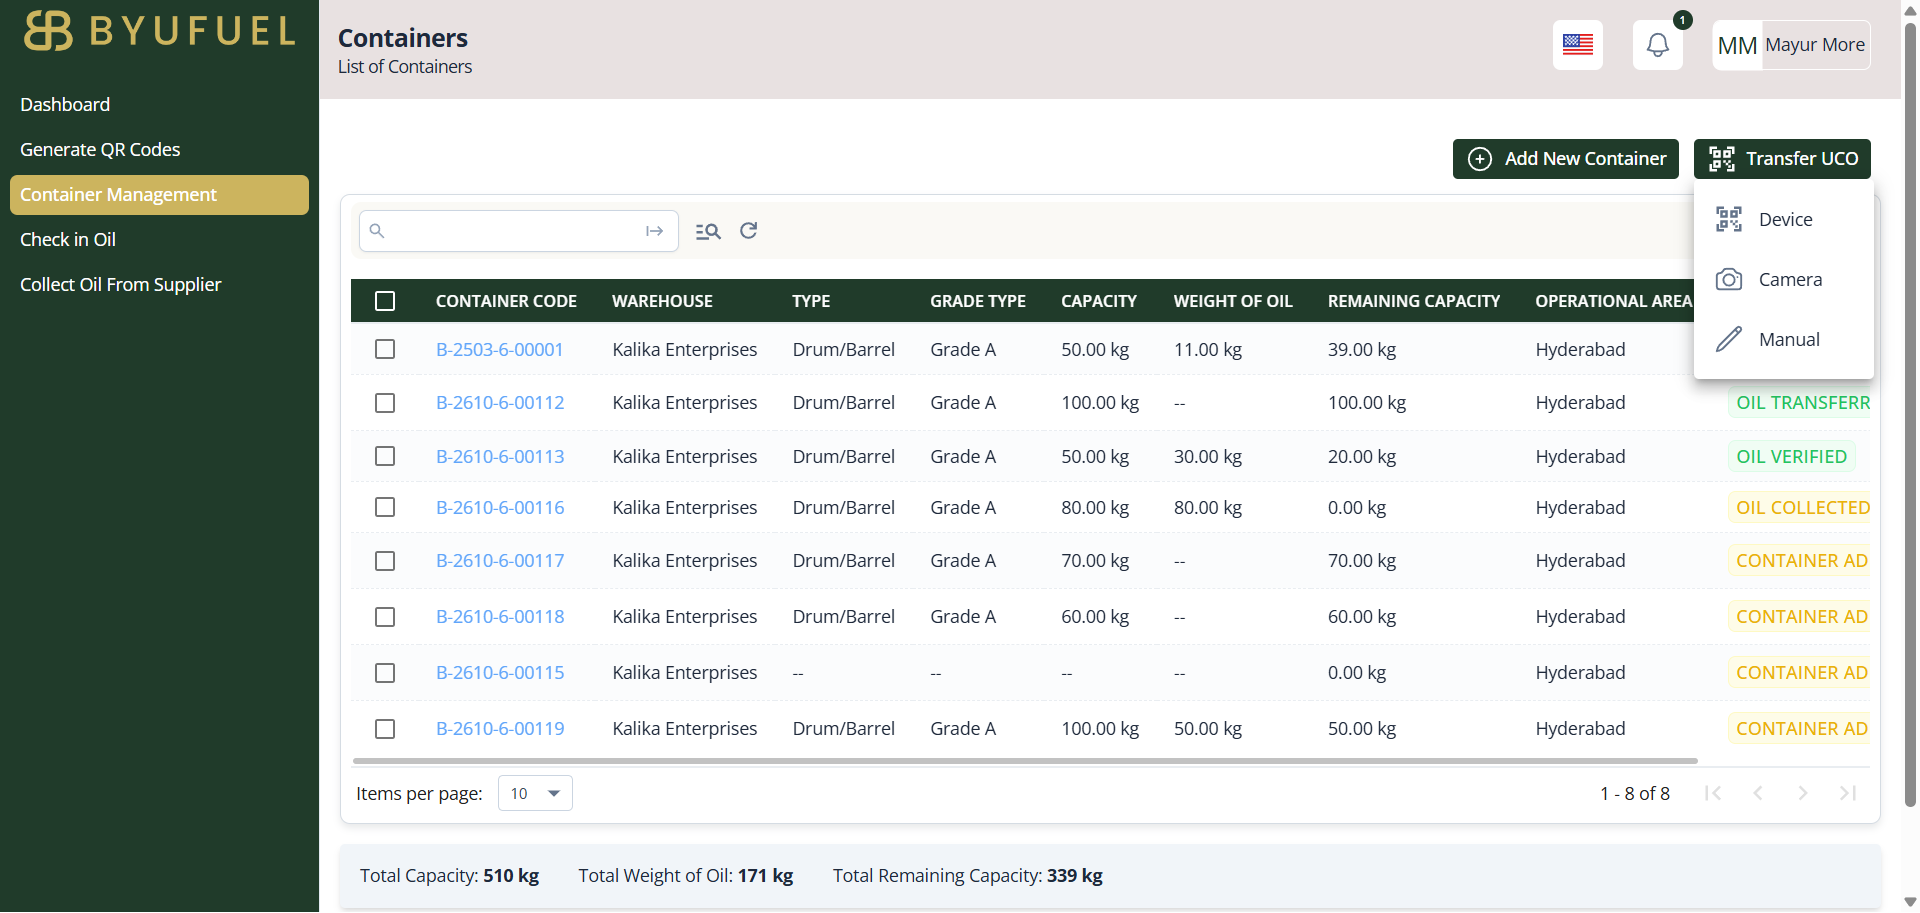 BYUFUEL
Dashboard
Generate QR Codes
Container Management
Check in Oil
Collect Oil From Supplier
Containers
List of Containers
1
MM Mayur More
Add New Container
Transfer UCO
Device
Camera
Manual
CONTAINER CODE WAREHOUSE TYPE GRADE TYPE CAPACITY WEIGHT OF OIL REMAINING CAPACITY OPERATIONAL AREA
B-2503-6-00001 Kalika Enterprises Drum/Barrel Grade A 50.00 kg 11.00 kg 39.00 kg Hyderabad
B-2610-6-00112 Kalika Enterprises Drum/Barrel Grade A 100.00 kg -- 100.00 kg Hyderabad OIL TRANSFERR
B-2610-6-00113 Kalika Enterprises Drum/Barrel Grade A 50.00 kg 30.00 kg 20.00 kg Hyderabad OIL VERIFIED
B-2610-6-00116 Kalika Enterprises Drum/Barrel Grade A 80.00 kg 80.00 kg 0.00 kg Hyderabad OIL COLLECTED
B-2610-6-00117 Kalika Enterprises Drum/Barrel Grade A 70.00 kg -- 70.00 kg Hyderabad CONTAINER AD
B-2610-6-00118 Kalika Enterprises Drum/Barrel Grade A 60.00 kg -- 60.00 kg Hyderabad CONTAINER AD
B-2610-6-00115 Kalika Enterprises -- -- -- -- 0.00 kg Hyderabad CONTAINER AD
B-2610-6-00119 Kalika Enterprises Drum/Barrel Grade A 100.00 kg 50.00 kg 50.00 kg Hyderabad CONTAINER AD
Items per page: 10
1 - 8 of 8
Total Capacity: 510 kg Total Weight of Oil: 171 kg Total Remaining Capacity: 339 kg